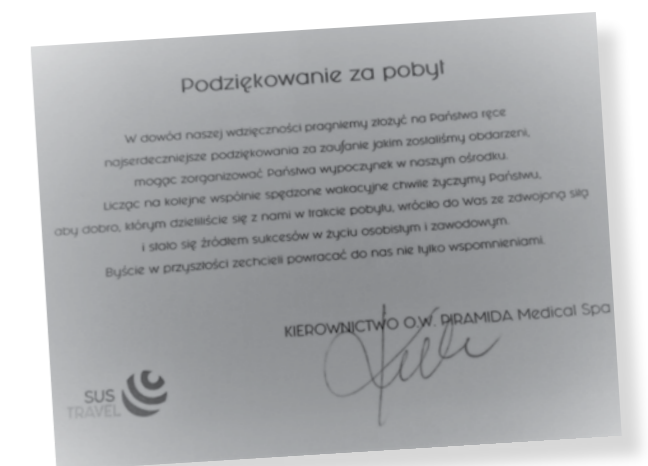 Podziękowanie za pobyt
W dowód naszej wdzięczności pragniemy złożyć na Państwa ręce
najserdeczniejsze podziękowania za zaufanie jakim zostaliśmy obdarzeni,
mogąc zorganizować Państwa wypoczynek w naszym ośrodku.
Licząc na kolejne wspólnie spędzone wakacyjne chwile życzymy Państwu,
aby dobro, którym dzieliliście się z nami w trakcie pobytu, wróciło do Was ze zdwojoną siłą
i stało się źródłem sukcesów w życiu osobistym i zawodowym.
Byście w przyszłości zechcieli powracać do nas nie tylko wspomnieniami.
KIEROWNICTWO O.W. PIRAMIDA Medical Spa
SUS
TRAVEL